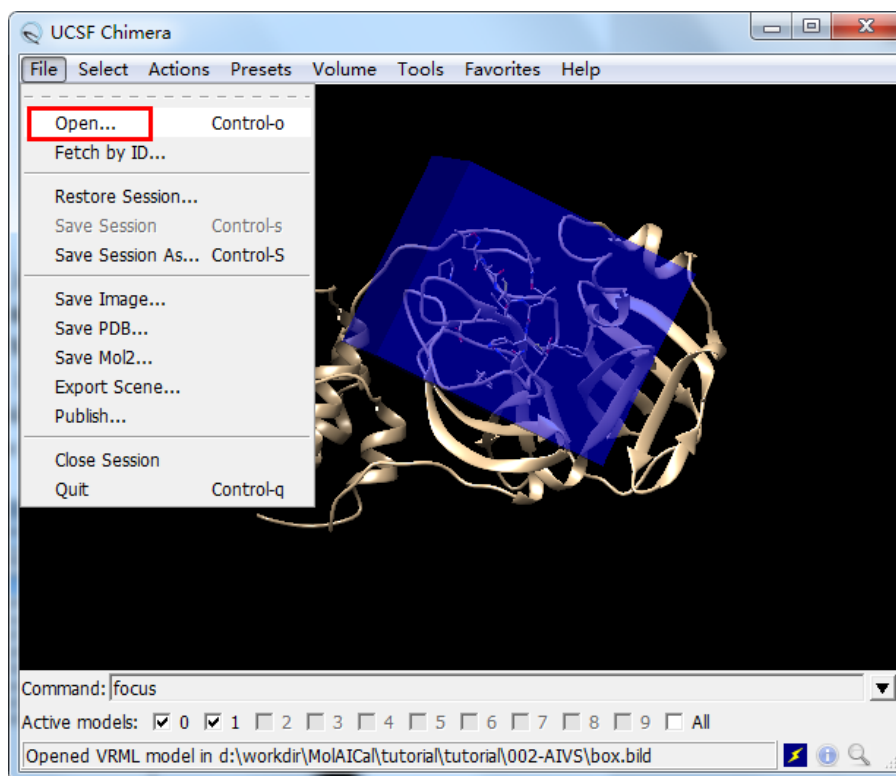 UCSF Chimera
File Select Actions Presets Volume Tools Favorites Help
Open... Control-o
Fetch by ID...
Restore Session...
Save Session Control-s
Save Session As... Control-S
Save Image...
Save PDB...
Save Mol2...
Export Scene...
Publish...
Close Session
Quit Control-q
Command: focus
Active models: 0 1 2 3 4 5 6 7 8 9 All
Opened VRML model in d:\workdir\MolAICal\tutorial\tutorial\002-AIVS\box.bild